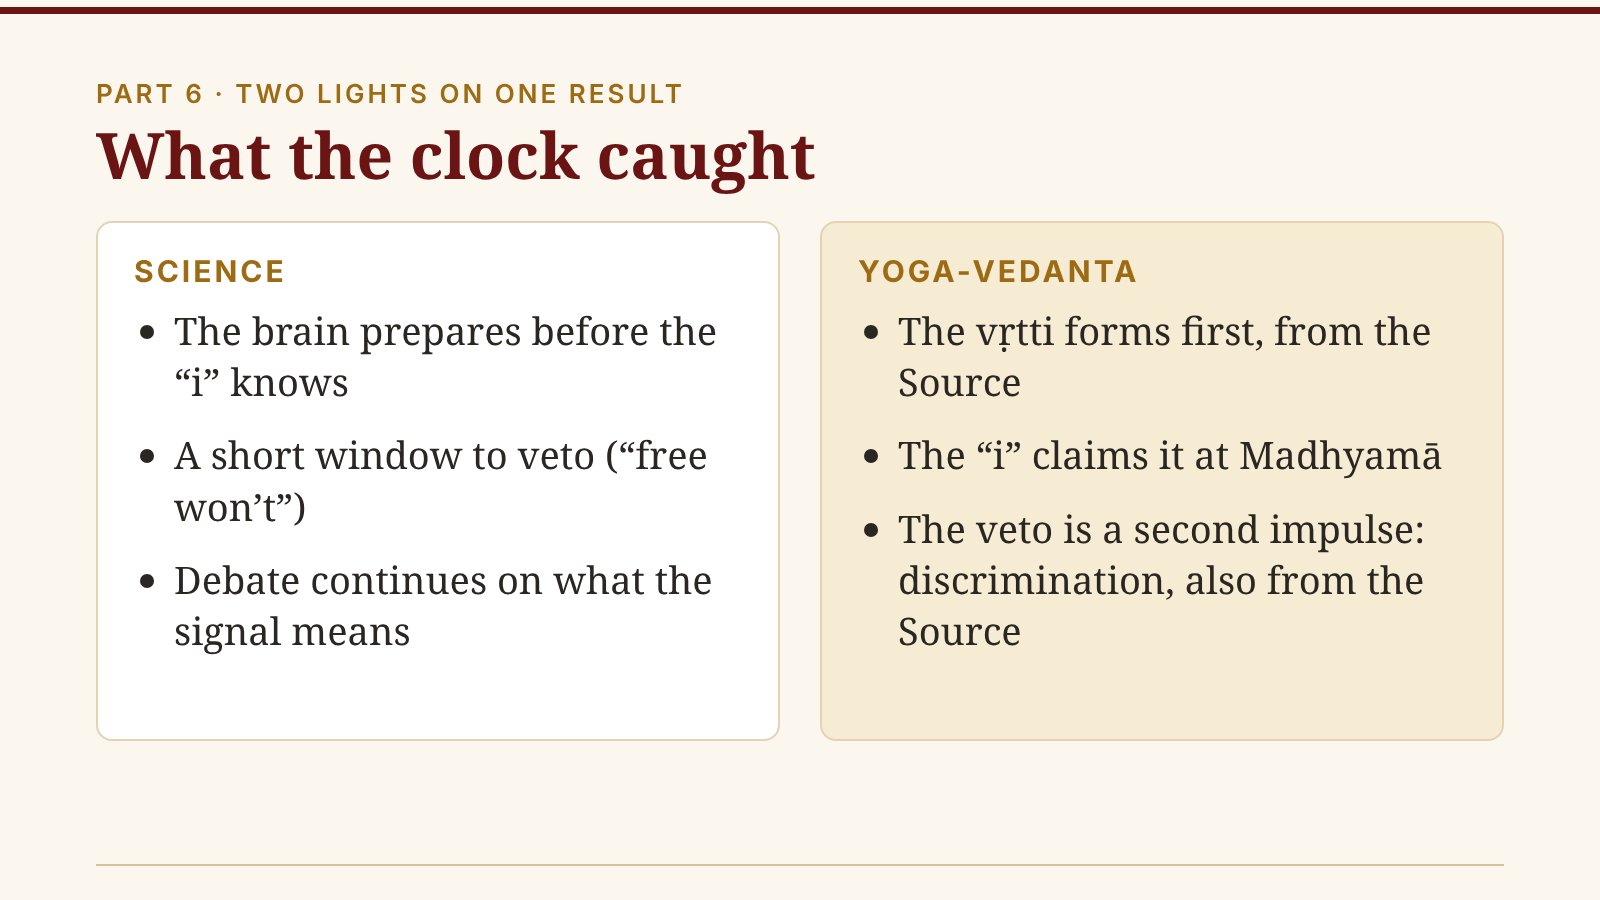 PART 6 · TWO LIGHTS ON ONE RESULT
What the clock caught
SCIENCE
• The brain prepares before the
“i” knows
• A short window to veto (“free
won’t”)
• Debate continues on what the
signal means
YOGA-VEDANTA
• The vṛtti forms first, from the
Source
• The “i” claims it at Madhyamā
• The veto is a second impulse:
discrimination, also from the
Source